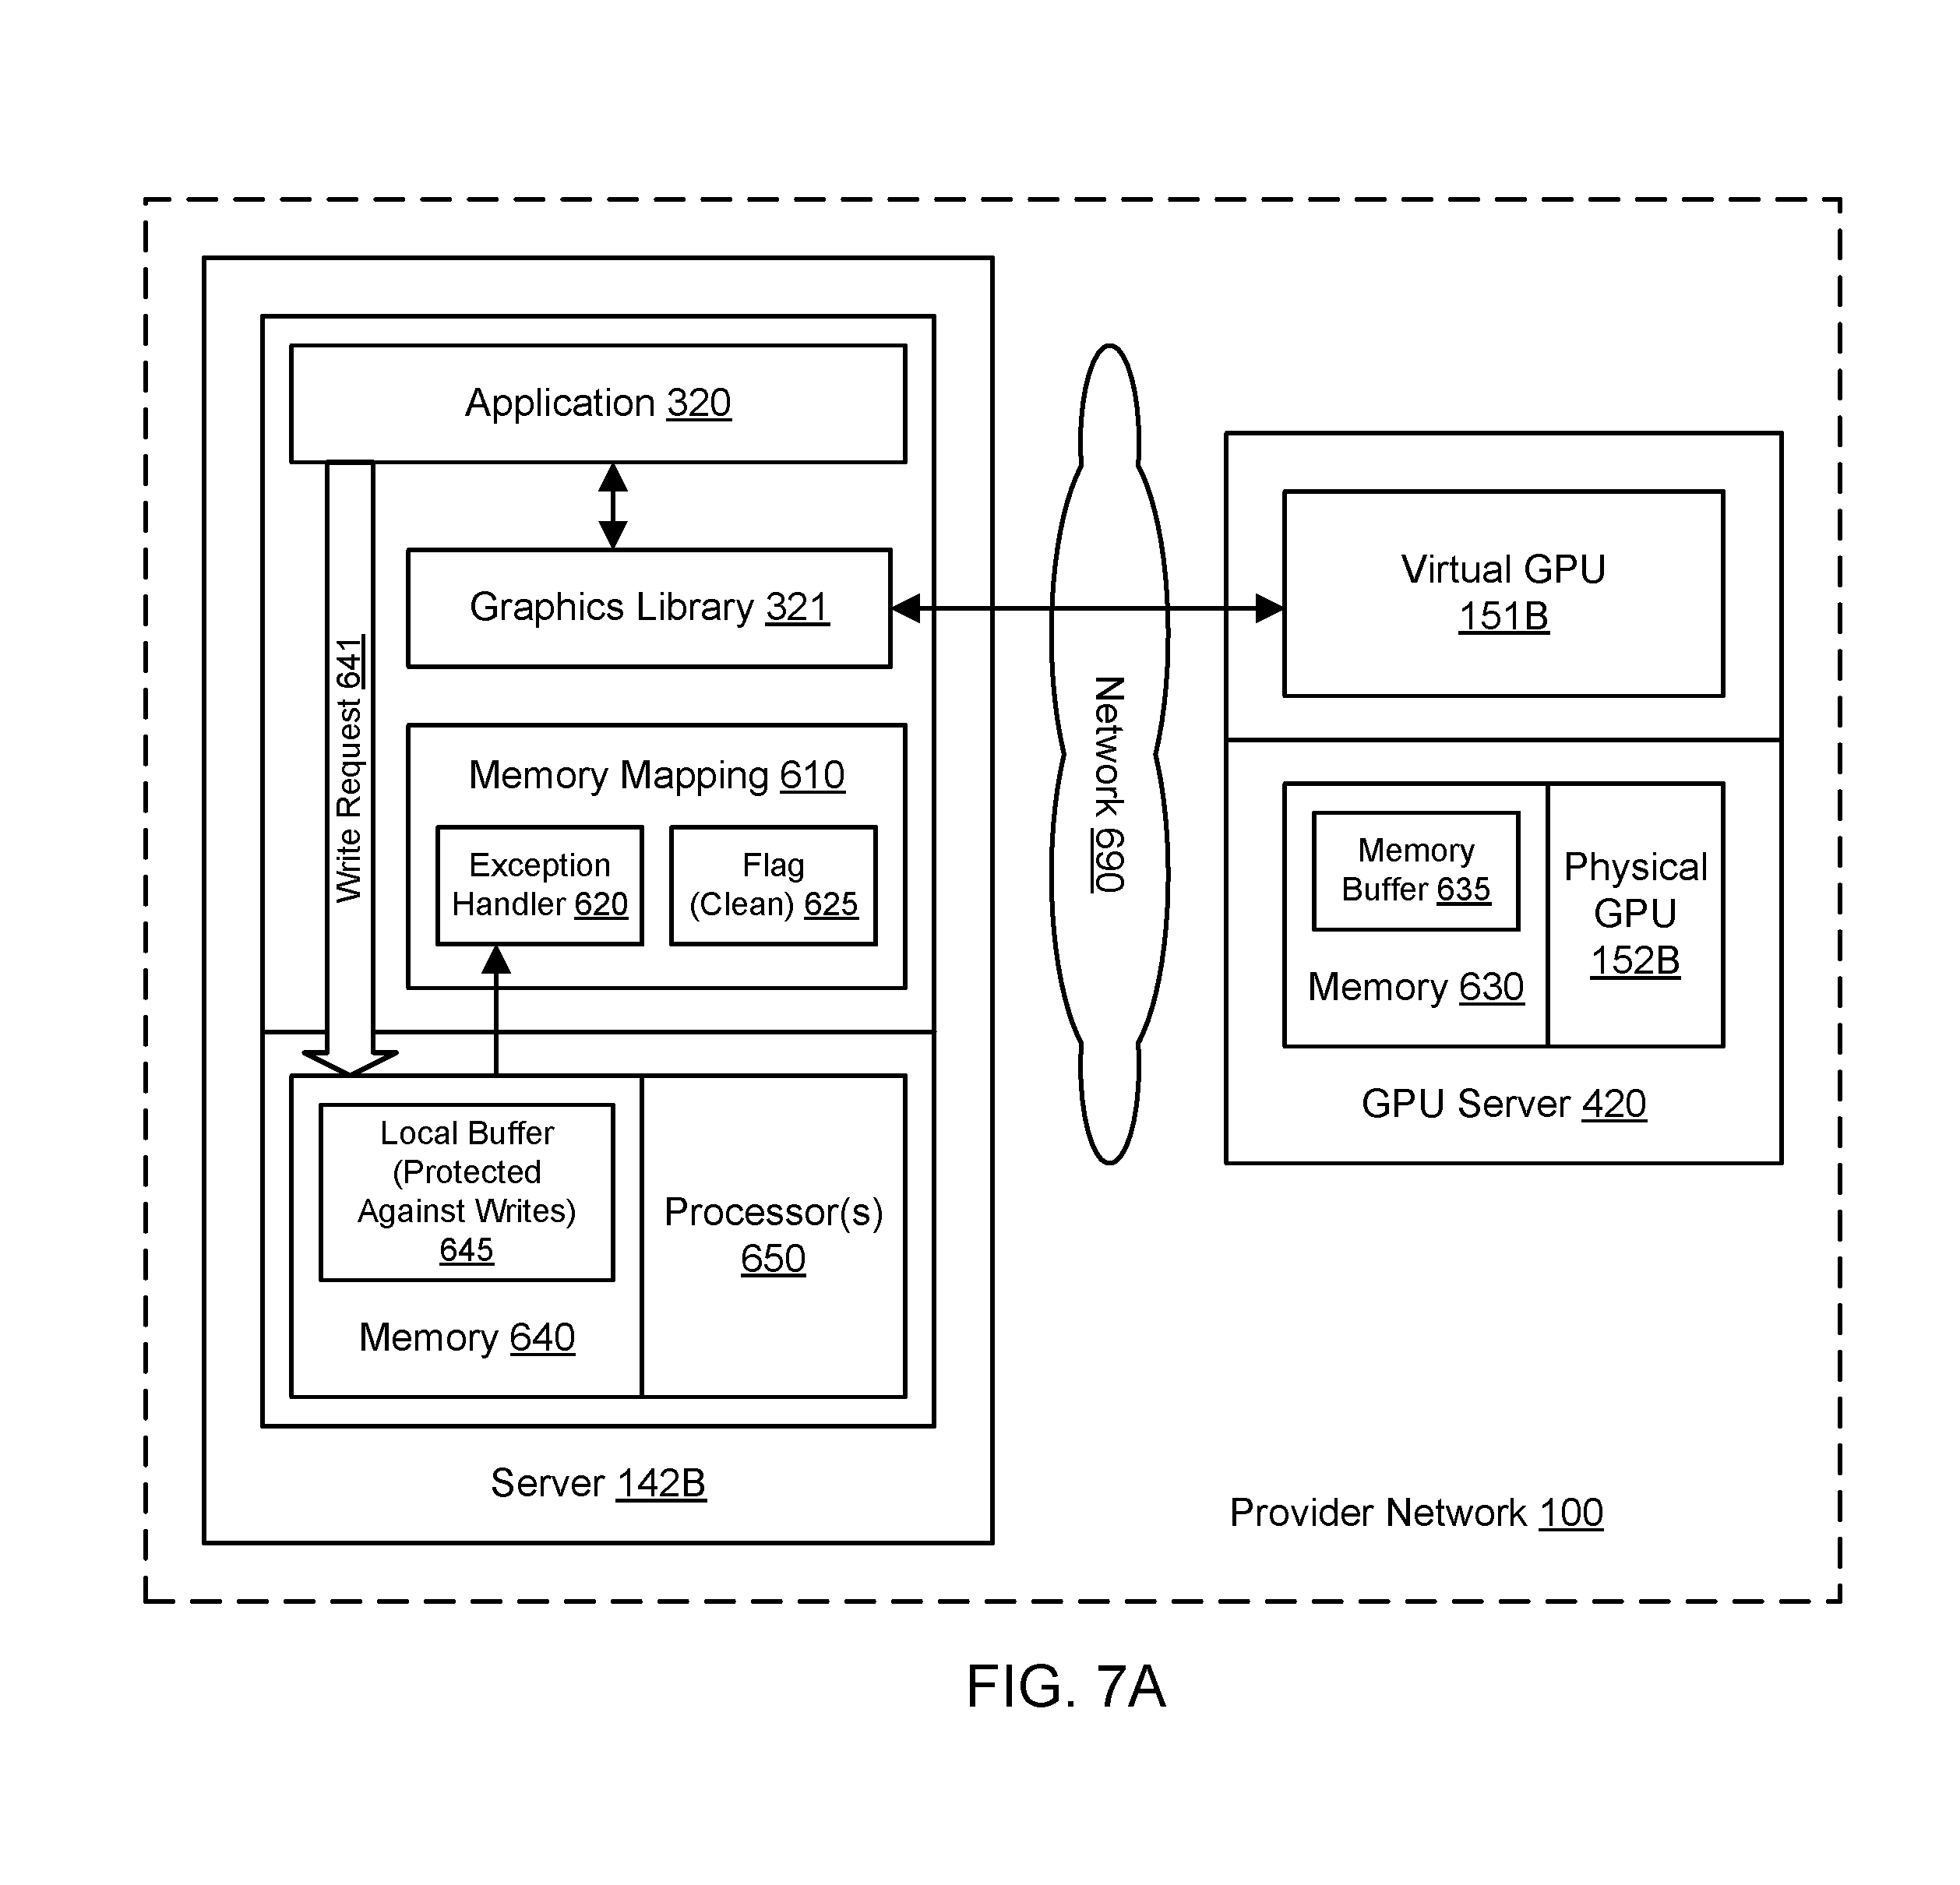 Application 320
Graphics Library 321
Write Request 641
Memory Mapping 610
Exception
Handler 620
Flag
(Clean) 625
Local Buffer
(Protected
Against Writes)
645
Memory 640
Processor(s)
650
Server 142B
Network 690
Virtual GPU
151B
Memory
Buffer 635
Memory 630
Physical
GPU
152B
GPU Server 420
Provider Network 100
FIG. 7A